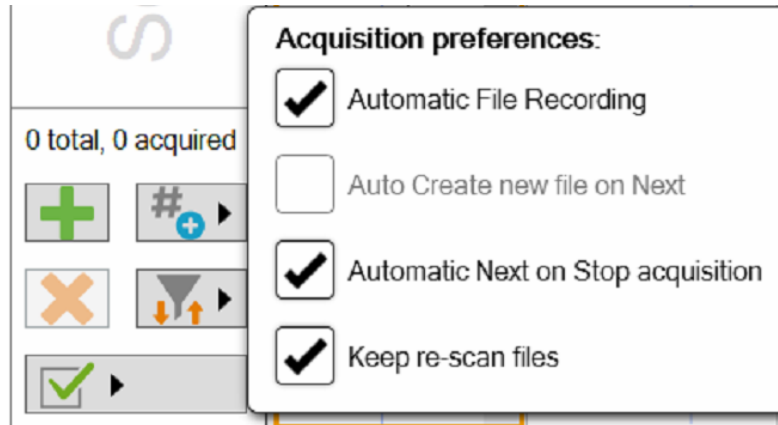 Acquisition preferences:
Automatic File Recording
0 total, 0 acquired
Auto Create new file on Next
#
Automatic Next on Stop acquisition
Keep re-scan files